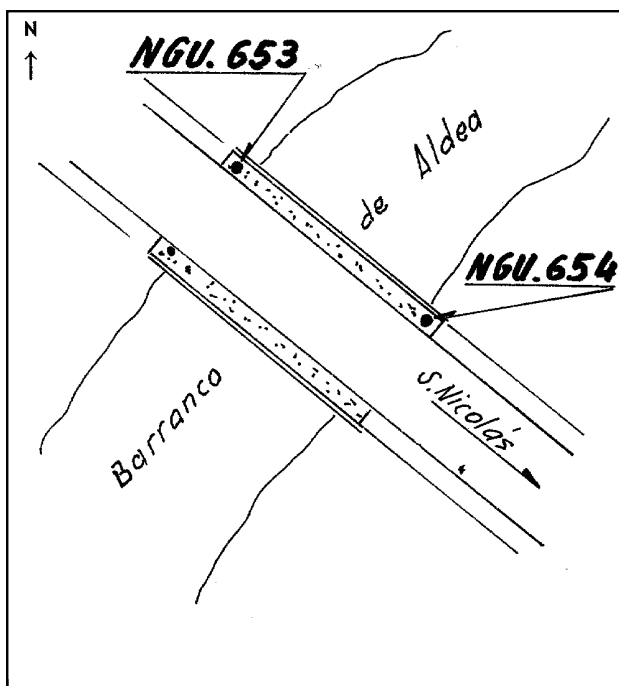 N
NGU. 653
de Aldea
NGU. 654
S. Nicolás
Barranco